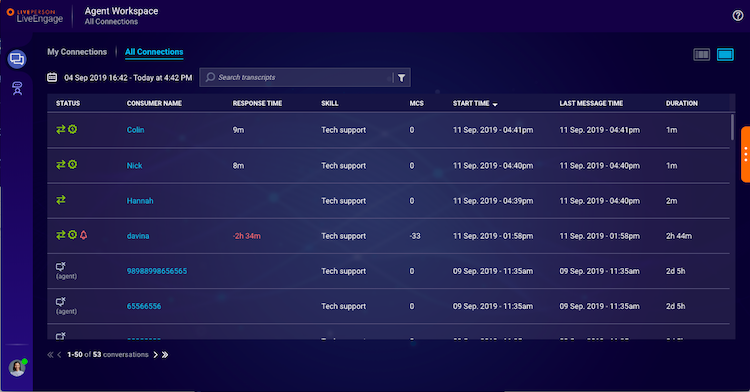 LIVEPERSON
LiveEngage
Agent Workspace
All Connections
My Connections
All Connections
04 Sep 2019 16:42 - Today at 4:42 PM
Search transcripts
STATUS CONSUMER NAME RESPONSE TIME SKILL MCS START TIME LAST MESSAGE TIME DURATION
Colin 9m Tech support 0 11 Sep. 2019 - 04:41pm 11 Sep. 2019 - 04:41pm 1m
Nick 8m Tech support 0 11 Sep. 2019 - 04:40pm 11 Sep. 2019 - 04:40pm 1m
Hannah Tech support 0 11 Sep. 2019 - 04:39pm 11 Sep. 2019 - 04:40pm 2m
davina -2h 34m Tech support -33 11 Sep. 2019 - 01:58pm 11 Sep. 2019 - 01:58pm 2h 44m
(agent) 98988998656565 Tech support 0 09 Sep. 2019 - 11:35am 09 Sep. 2019 - 11:35am 2d 5h
(agent) 65566556 Tech support 0 09 Sep. 2019 - 11:35am 09 Sep. 2019 - 11:35am 2d 5h
1-50 of 53 conversations